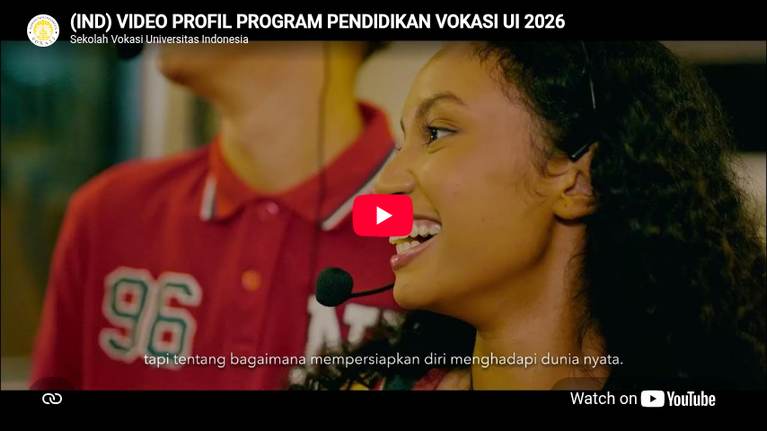 (IND) VIDEO PROFIL PROGRAM PENDIDIKAN VOKASI UI 2026
Sekolah Vokasi Universitas Indonesia
96
tapi tentang bagaimana mempersiapkan diri menghadapi dunia nyata.
Watch on YouTube